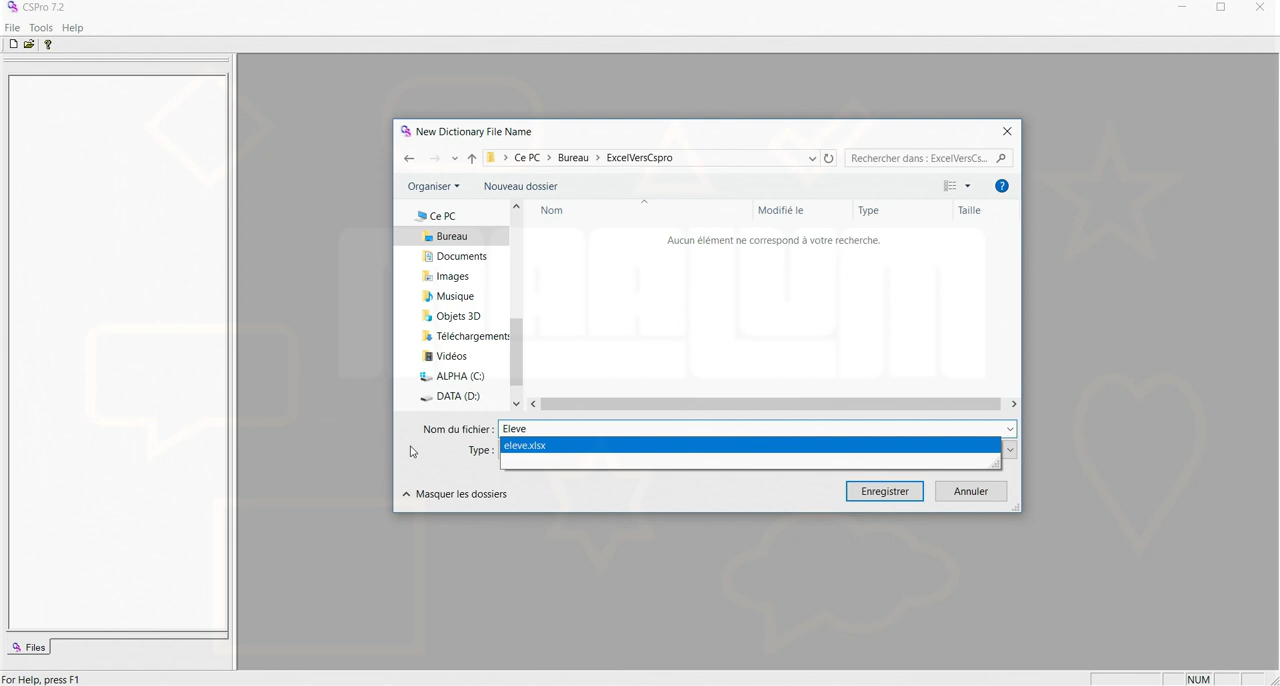 CSPro 7.2
File Tools Help
New Dictionary File Name
Ce PC > Bureau > ExcelVersCspro
Rechercher dans : ExcelVersCs...
Organiser
Nouveau dossier
Nom
Modifié le
Type
Taille
Ce PC
Bureau
Documents
Images
Musique
Objets 3D
Téléchargements
Vidéos
ALPHA (C:)
DATA (D:)
Aucun élément ne correspond à votre recherche.
Nom du fichier : Eleve
eleve.xlsx
Type :
Masquer les dossiers
Enregistrer
Annuler
Files
For Help, press F1
NUM